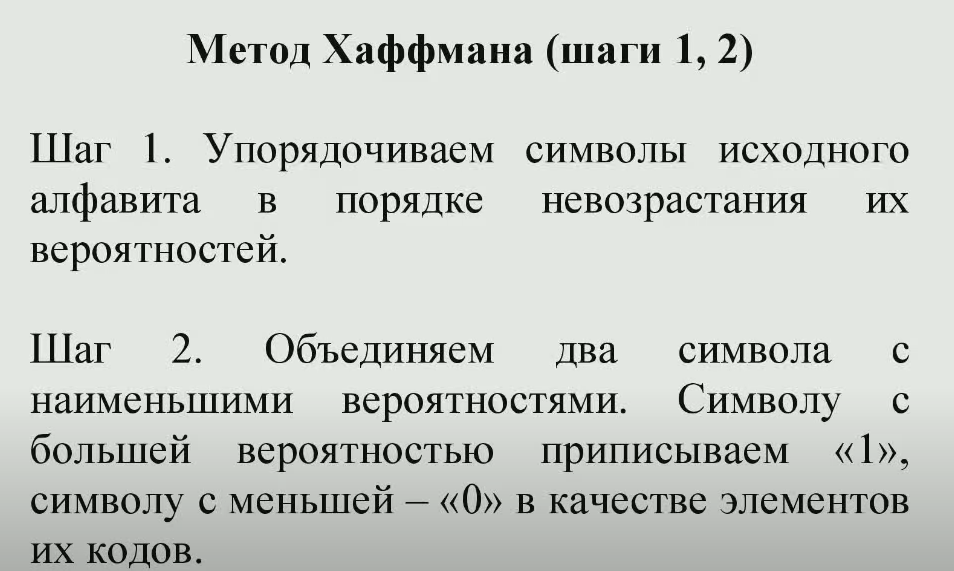 Метод Хаффмана (шаги 1, 2)
Шаг 1. Упорядочиваем символы исходного
алфавита в порядке невозрастания их
вероятностей.
Шаг 2. Объединяем два символа с
наименьшими вероятностями. Символу с
большей вероятностью приписываем «1»,
символу с меньшей – «0» в качестве элементов
их кодов.